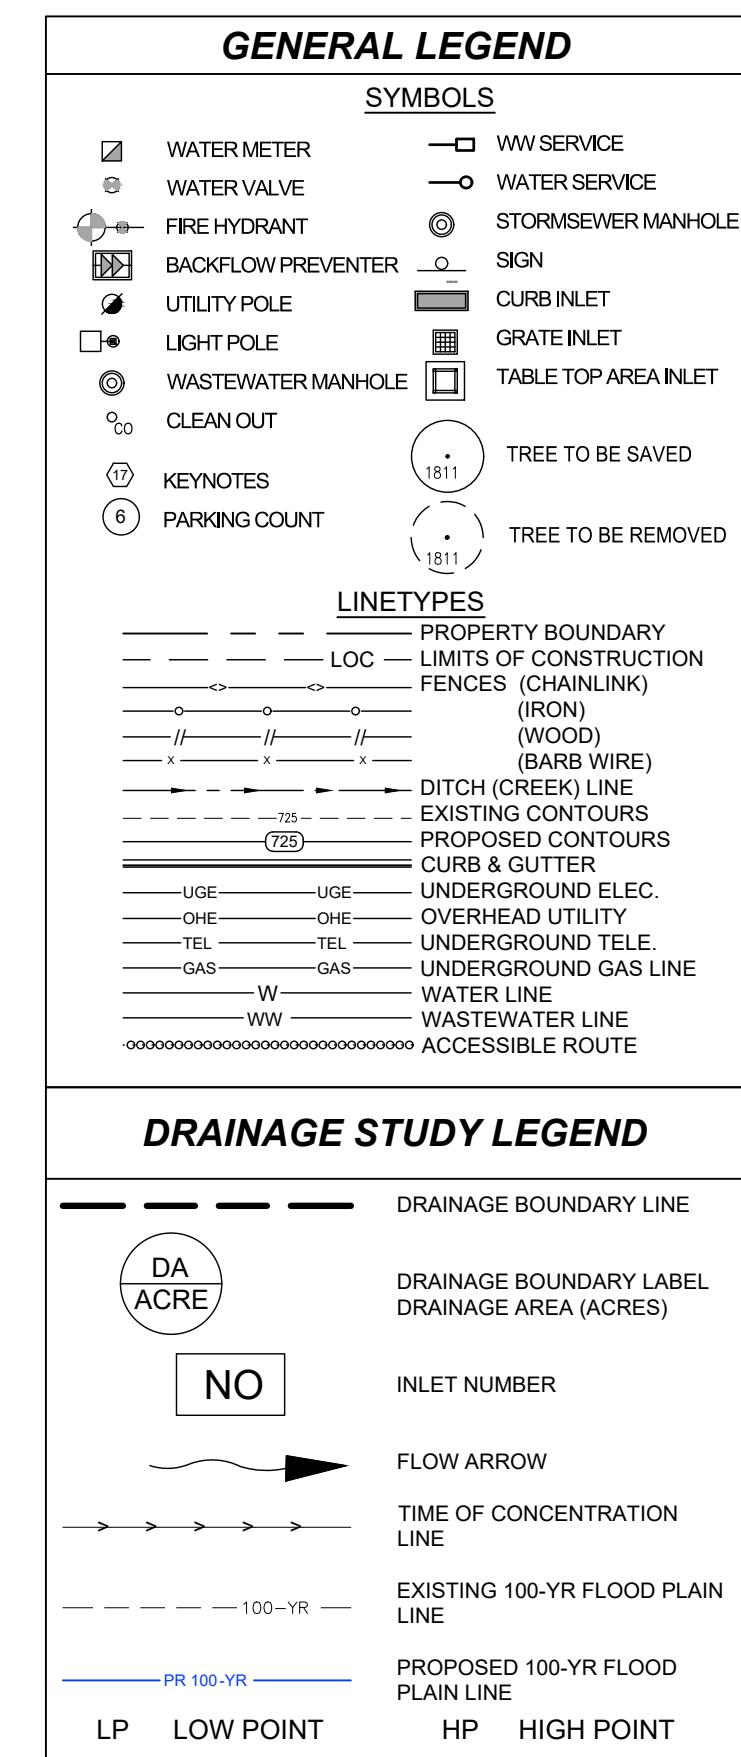 GENERAL LEGEND
SYMBOLS
WATER METER
WATER VALVE
FIRE HYDRANT
BACKFLOW PREVENTER
UTILITY POLE
LIGHT POLE
WASTEWATER MANHOLE
CO CLEAN OUT
17 KEYNOTES
6 PARKING COUNT
WW SERVICE
WATER SERVICE
STORMSEWER MANHOLE
SIGN
CURB INLET
GRATE INLET
TABLE TOP AREA INLET
1811 TREE TO BE SAVED
1811 TREE TO BE REMOVED
LINETYPES
PROPERTY BOUNDARY
LOC LIMITS OF CONSTRUCTION
<> <> FENCES (CHAINLINK)
(IRON)
// // // (WOOD)
x x x (BARB WIRE)
DITCH (CREEK) LINE
725 EXISTING CONTOURS
725 PROPOSED CONTOURS
CURB & GUTTER
UGE UGE UNDERGROUND ELEC.
OHE OHE OVERHEAD UTILITY
TEL TEL UNDERGROUND TELE.
GAS GAS UNDERGROUND GAS LINE
W WATER LINE
WW WASTEWATER LINE
ACCESSIBLE ROUTE
DRAINAGE STUDY LEGEND
DRAINAGE BOUNDARY LINE
DA
ACRE
DRAINAGE BOUNDARY LABEL
DRAINAGE AREA (ACRES)
NO INLET NUMBER
FLOW ARROW
> > > > > TIME OF CONCENTRATION
LINE
100-YR EXISTING 100-YR FLOOD PLAIN
LINE
PR 100-YR PROPOSED 100-YR FLOOD
PLAIN LINE
LP LOW POINT HP HIGH POINT